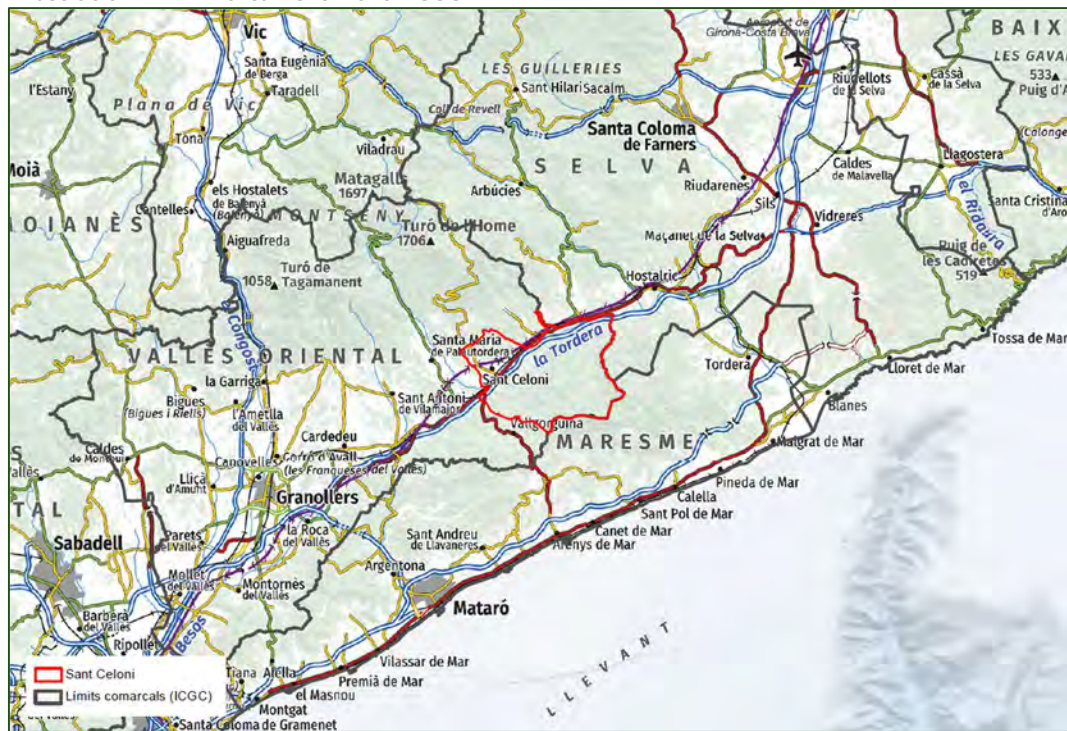 Vic
Aeroport de
Girona-Costa Brava
BAIX
Santa Eugènia
de Berga
Taradell
LES GUILLERIES
Sant Hilari Sacalm
Riudellots
de la Selva
Cassà
de la Selva
LES GAVAR
533
Puig d'A
l'Estany
Plana de Vic
Coll de Revell
Santa Coloma
de Farners
Tona
Viladrau
Llagostera
Moià
SELVA
Caldes
de Malavella
Matagalls
1697
Arbúcies
Riudarenes
Sils
el Ridaura
Santa Cristina
d'Aro
els Hostalets
de Balenyà
(Balenyà)
MONTSENY
Centelles
OIANÈS
Turó de l'Home
1706
Vidreres
Maçanet de la Selva
Aiguafreda
Puig de
les Cadiretes
519
Turó de
Tagamanent
1058
Hostalric
El Congost
Santa Maria
de Palautordera
la Tordera
Tossa de Mar
VALLÈS ORIENTAL
Tordera
Lloret de Mar
Sant Celoni
la Garriga
Sant Antoni
de Vilamajor
Bigues
(Bigues i Riells)
l'Ametlla
del Vallès
Blanes
Vallgorguina
MARESME
Cardedeu
Malgrat de Mar
Caldes
de Montbui
Corró d'Avall
(les Franqueses del Vallès)
Canovelles
Lliçà
d'Amunt
Pineda de Mar
Granollers
Calella
Sant Pol de Mar
Canet de Mar
Arenys de Mar
TAL
Sabadell
Parets
del Vallès
la Roca
del Vallès
Sant Andreu
de Llavaneres
Argentona
Mollet
del Vallès
Montornès
del Vallès
Mataró
Barberà
del Vallès
Ripollet
Besòs
Vilassar de Mar
LLEVANT
Tiana
Alella
Premià de Mar
el Masnou
Montgat
Santa Coloma de Gramenet
Sant Celoni
Límits comarcals (ICGC)